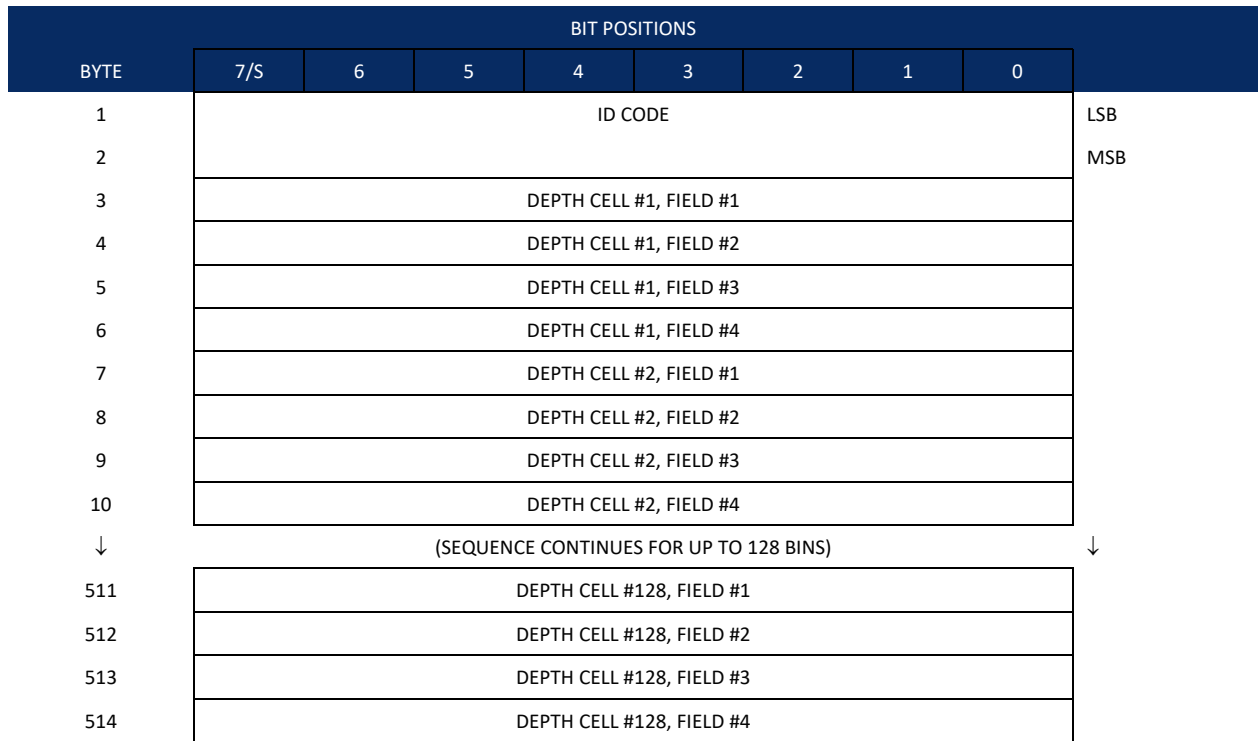 BIT POSITIONS
BYTE 7/S 6 5 4 3 2 1 0
1 ID CODE LSB
2 MSB
3 DEPTH CELL #1, FIELD #1
4 DEPTH CELL #1, FIELD #2
5 DEPTH CELL #1, FIELD #3
6 DEPTH CELL #1, FIELD #4
7 DEPTH CELL #2, FIELD #1
8 DEPTH CELL #2, FIELD #2
9 DEPTH CELL #2, FIELD #3
10 DEPTH CELL #2, FIELD #4
↓ (SEQUENCE CONTINUES FOR UP TO 128 BINS) ↓
511 DEPTH CELL #128, FIELD #1
512 DEPTH CELL #128, FIELD #2
513 DEPTH CELL #128, FIELD #3
514 DEPTH CELL #128, FIELD #4